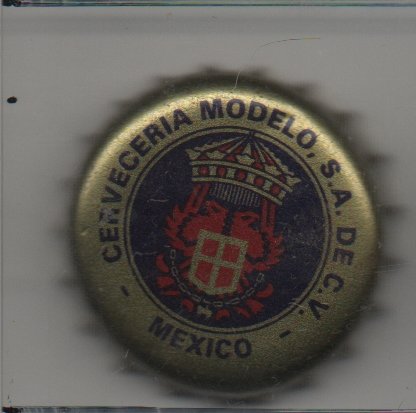 - CERVECERIA MODELO, S.A. DE C.V. -
MEXICO